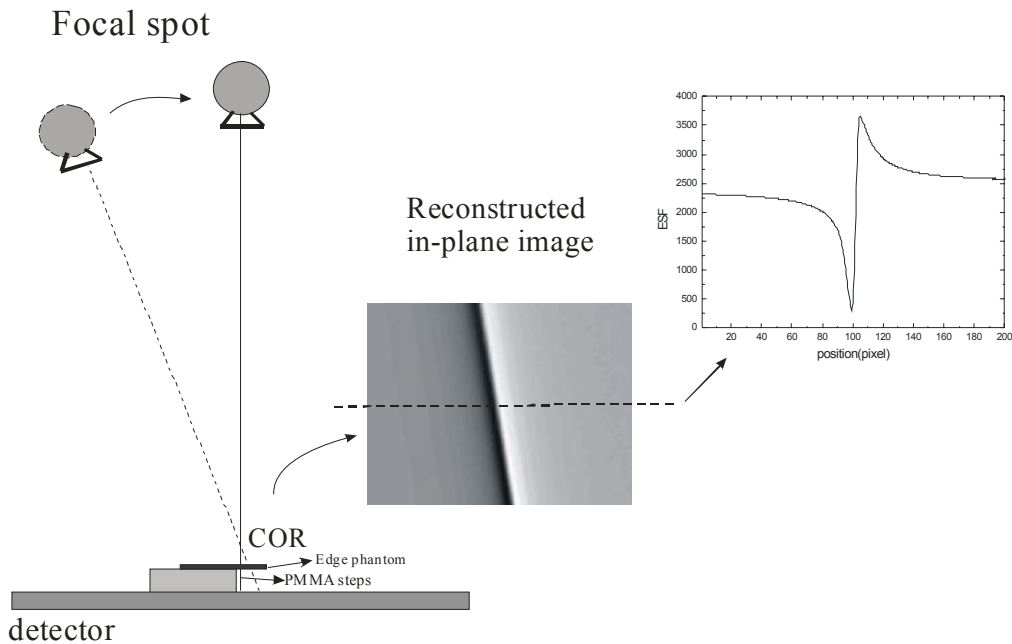 Focal spot
4000
3500
3000
2500
2000
1500
1000
500
0
ESF
20 40 60 80 100 120 140 160 180 200
position(pixel)
Reconstructed
in-plane image
COR
Edge phantom
PMMA steps
detector